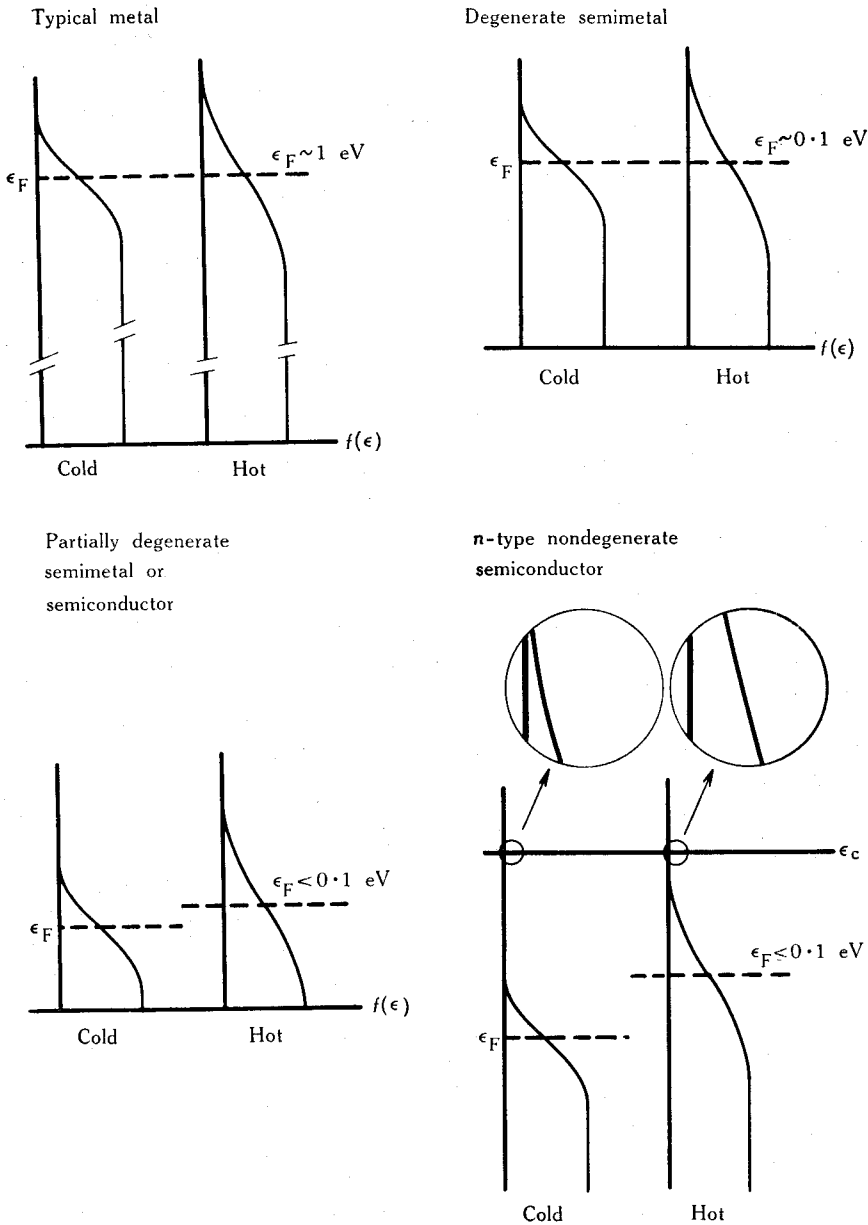 Typical metal
ϵF
ϵF~1 eV
f(ϵ)
Cold
Hot
Degenerate semimetal
ϵF
ϵF~0·1 eV
f(ϵ)
Cold
Hot
Partially degenerate
semimetal or
semiconductor
ϵF
ϵF<0·1 eV
f(ϵ)
Cold
Hot
n-type nondegenerate
semiconductor
ϵc
ϵF<0·1 eV
ϵF
Cold
Hot